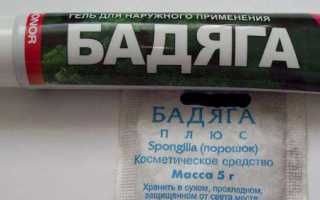 ГЕЛЬ ДЛЯ НАРУЖНОГО ПРИМЕНЕНИЯ
БАДЯГА
DNOR
БАДЯГА
ПЛЮС
Spongilla (порошок)
Косметическое средство
Масса 5 г
Хранить в сухом, прохладном,
защищенном от света месте